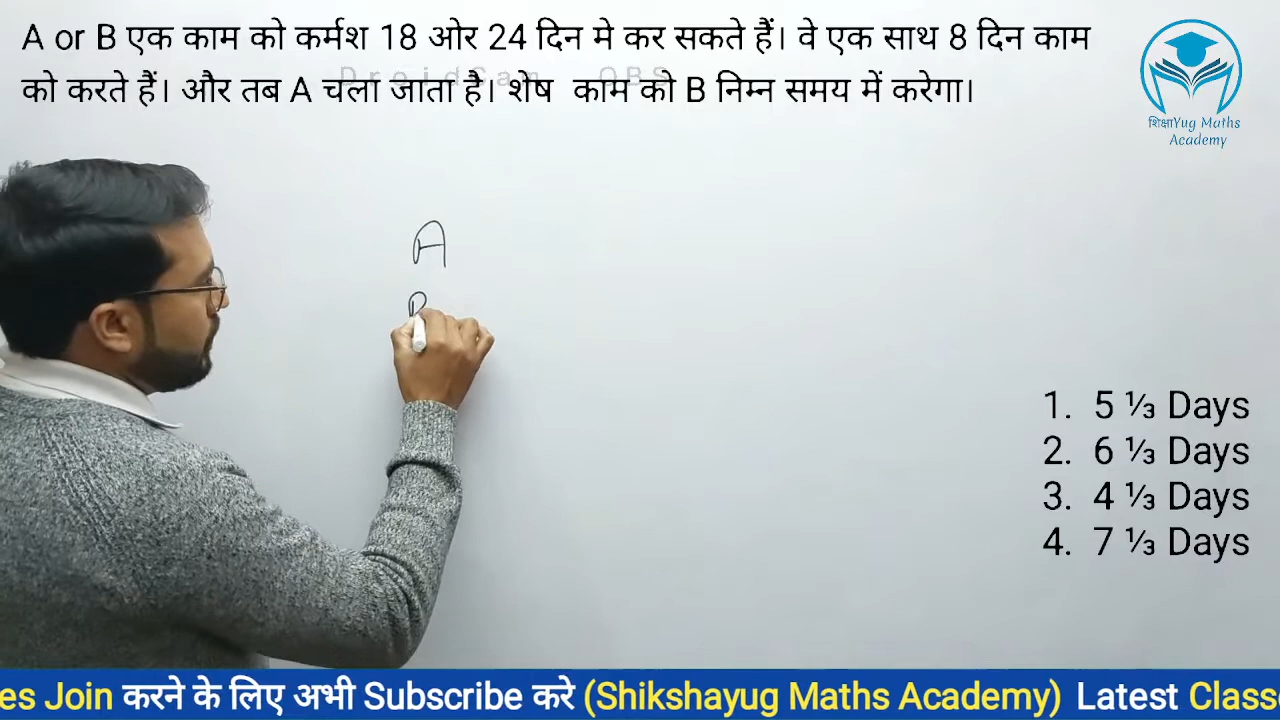 A or B एक काम को कर्मश 18 ओर 24 दिन मे कर सकते हैं। वे एक साथ 8 दिन काम
को करते हैं। और तब A चला जाता है। शेष काम को B निम्न समय में करेगा।
DroidCam OBS
शिक्षाYug Maths
Academy
A
1. 5 ⅓ Days
2. 6 ⅓ Days
3. 4 ⅓ Days
4. 7 ⅓ Days
es Join करने के लिए अभी Subscribe करे (Shikshayug Maths Academy) Latest Class